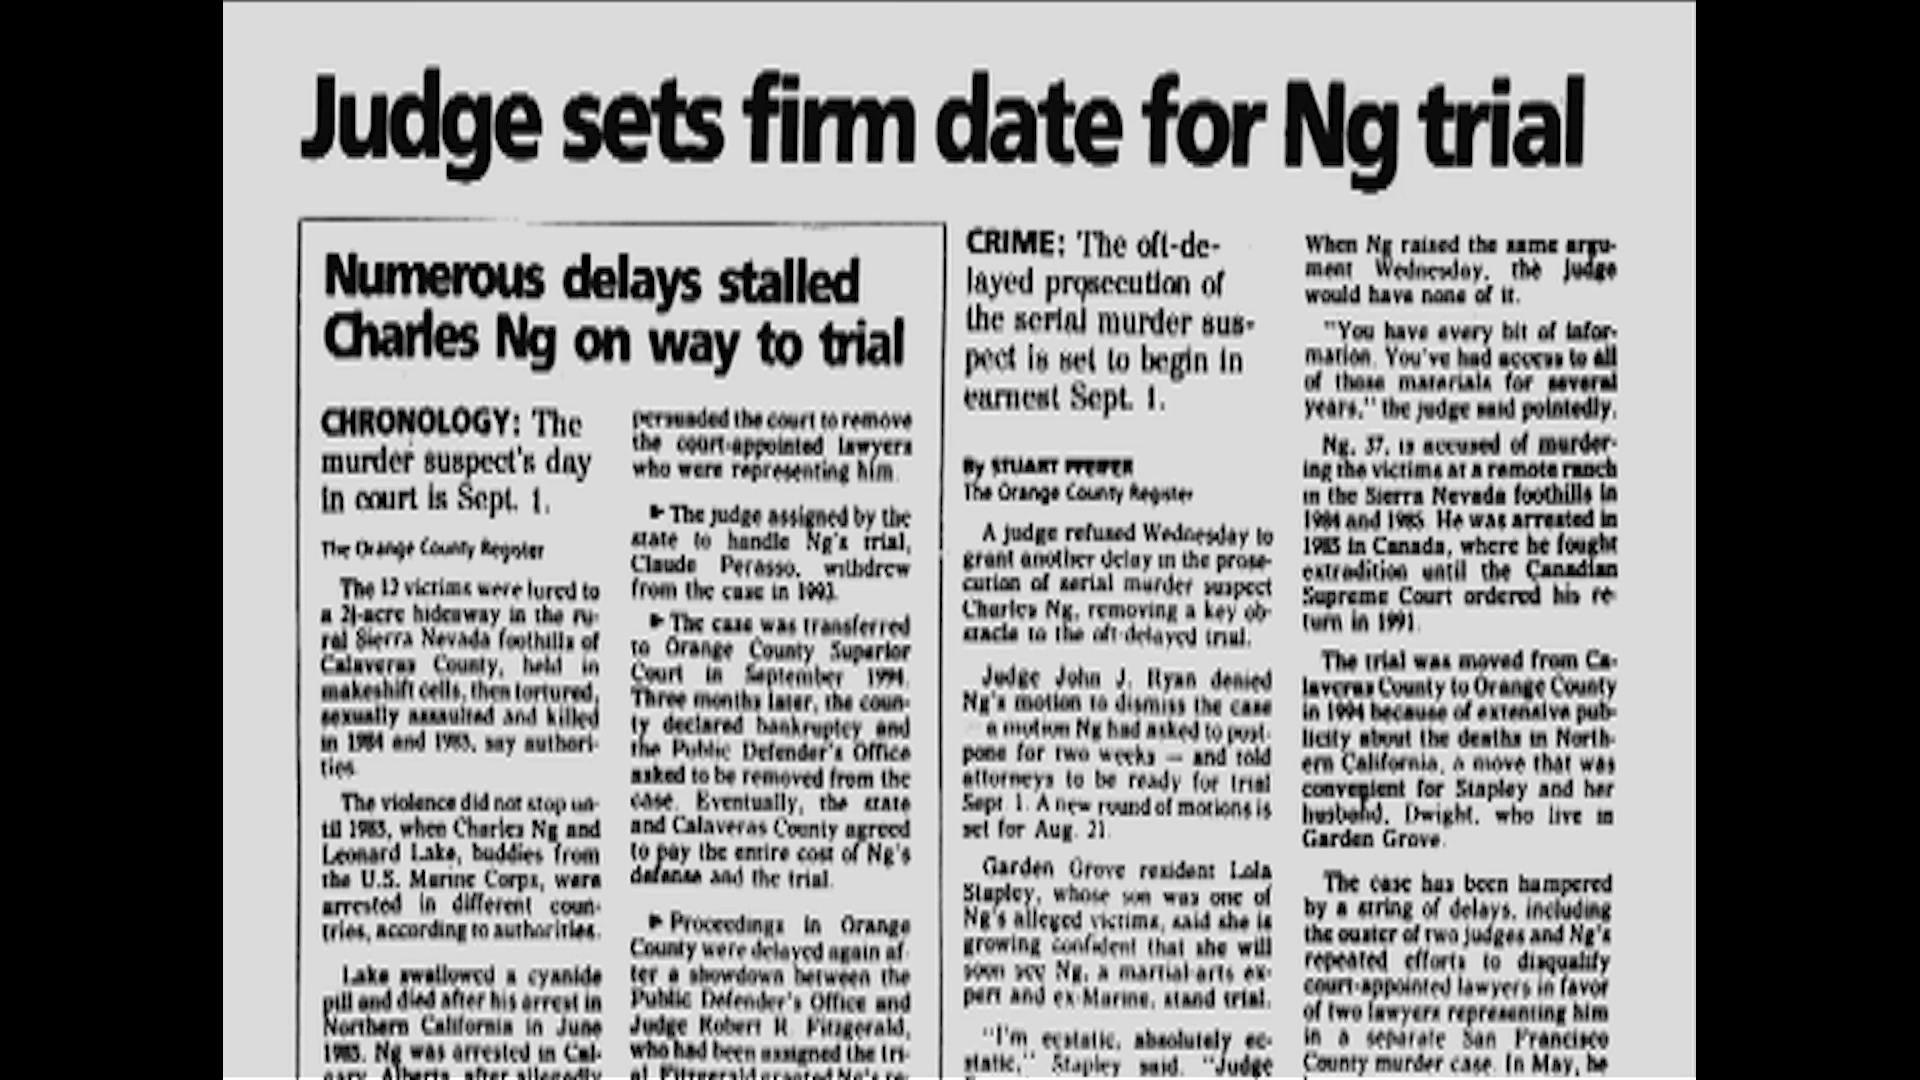 Judge sets firm date for Ng trial
Numerous delays stalled
Charles Ng on way to trial
CHRONOLOGY: The
murder suspect's day
in court is Sept. 1.
The Orange County Register
The 12 victims were lured to
a 2½-acre hideaway in the ru-
ral Sierra Nevada foothills of
Calaveras County, held in
makeshift cells, then tortured,
sexually assaulted and killed
in 1984 and 1985, say authori-
ties.
The violence did not stop un-
til 1985, when Charles Ng and
Leonard Lake, buddies from
the U.S. Marine Corps, were
arrested in different coun-
tries, according to authorities.
Lake swallowed a cyanide
pill and died after his arrest in
Northern California in June
1985. Ng was arrested in Cal-
gary, Alberta, after allegedly
persuaded the court to remove
the court-appointed lawyers
who were representing him.
▶ The judge assigned by the
state to handle Ng's trial,
Claude Perasso, withdrew
from the case in 1993.
▶ The case was transferred
to Orange County Superior
Court in September 1994.
Three months later, the coun-
ty declared bankruptcy and
the Public Defender's Office
asked to be removed from the
case. Eventually, the state
and Calaveras County agreed
to pay the entire cost of Ng's
defense and the trial.
▶ Proceedings in Orange
County were delayed again af-
ter a showdown between the
Public Defender's Office and
Judge Robert R. Fitzgerald,
who had been assigned the tri-
al. Fitzgerald granted Ng's re-
CRIME: The oft-de-
layed prosecution of
the serial murder sus-
pect is set to begin in
earnest Sept. 1.
By STUART PFEIFER
The Orange County Register
A judge refused Wednesday to
grant another delay in the prose-
cution of serial murder suspect
Charles Ng, removing a key ob-
stacle to the oft-delayed trial.
Judge John J. Ryan denied
Ng's motion to dismiss the case
— a motion Ng had asked to post-
pone for two weeks — and told
attorneys to be ready for trial
Sept. 1. A new round of motions is
set for Aug. 21.
Garden Grove resident Lola
Stapley, whose son was one of
Ng's alleged victims, said she is
growing confident that she will
soon see Ng, a martial-arts ex-
pert and ex-Marine, stand trial.
"I'm ecstatic, absolutely ec-
static," Stapley said. "Judge
When Ng raised the same argu-
ment Wednesday, the judge
would have none of it.
"You have every bit of infor-
mation. You've had access to all
of those materials for several
years," the judge said pointedly.
Ng, 37, is accused of murder-
ing the victims at a remote ranch
in the Sierra Nevada foothills in
1984 and 1985. He was arrested in
1985 in Canada, where he fought
extradition until the Canadian
Supreme Court ordered his re-
turn in 1991.
The trial was moved from Ca-
laveras County to Orange County
in 1994 because of extensive pub-
licity about the deaths in North-
ern California, a move that was
convenient for Stapley and her
husband, Dwight, who live in
Garden Grove.
The case has been hampered
by a string of delays, including
the ouster of two judges and Ng's
repeated efforts to disqualify
court-appointed lawyers in favor
of two lawyers representing him
in a separate San Francisco
County murder case. In May, he